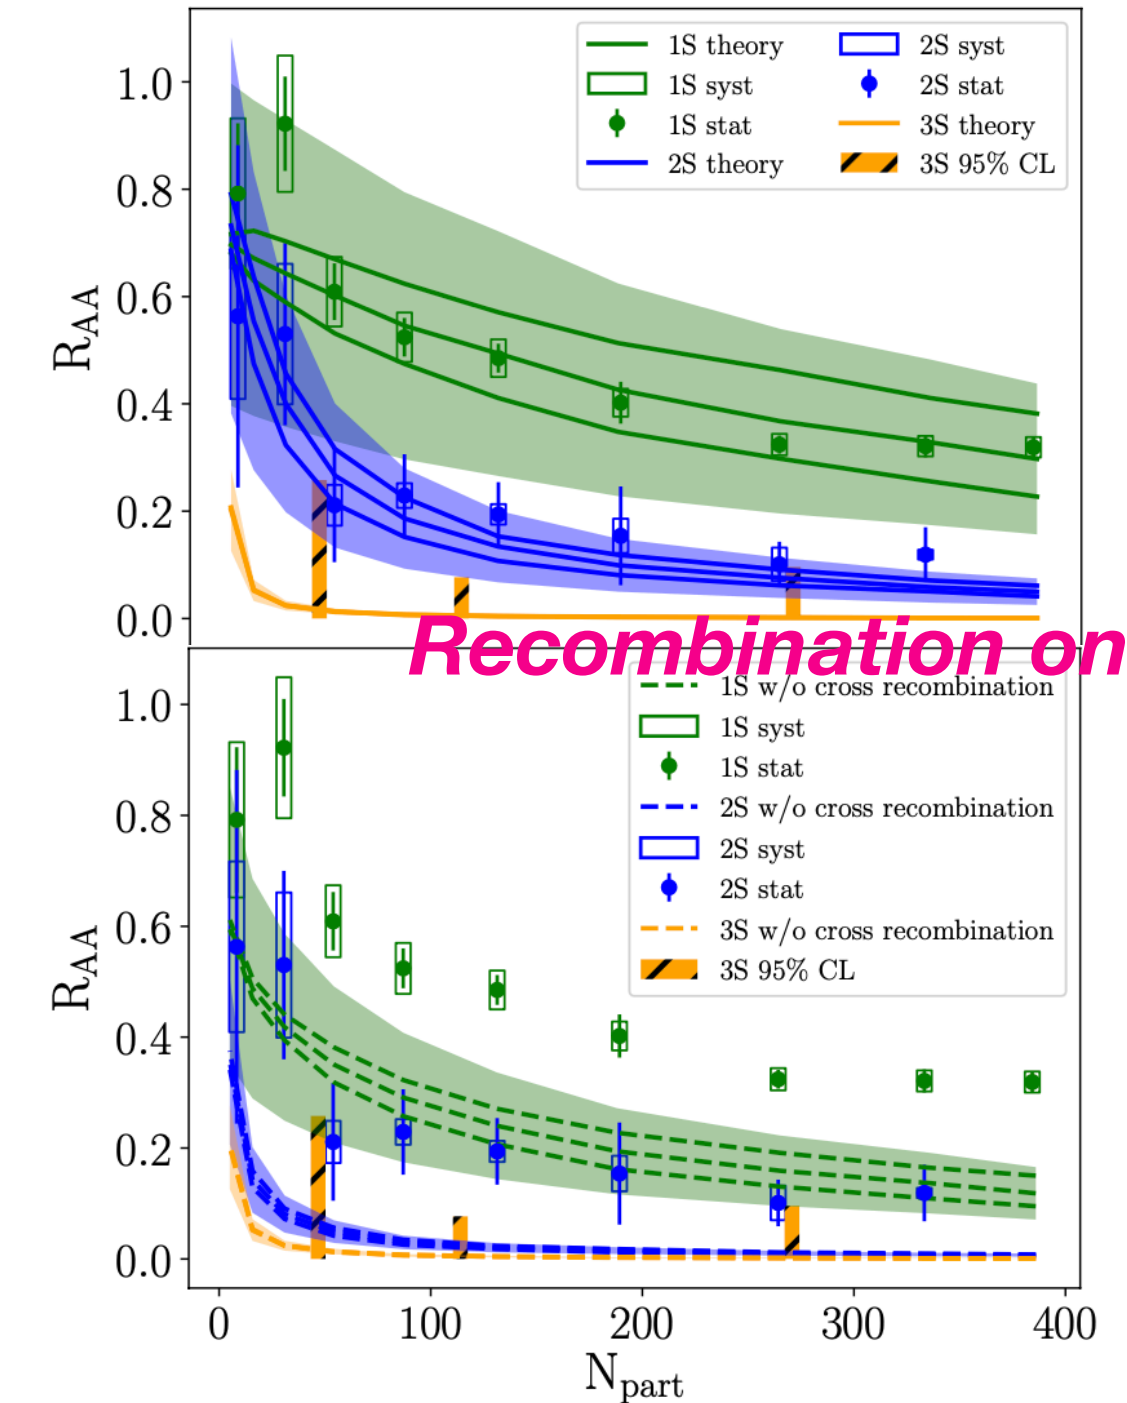 1S theory
1S syst
1S stat
2S theory
2S syst
2S stat
3S theory
3S 95% CL
1.0
0.8
0.6
0.4
0.2
0.0
R_AA
Recombination on
1S w/o cross recombination
1S syst
1S stat
2S w/o cross recombination
2S syst
2S stat
3S w/o cross recombination
3S 95% CL
1.0
0.8
0.6
0.4
0.2
0.0
R_AA
0 100 200 300 400
N_part